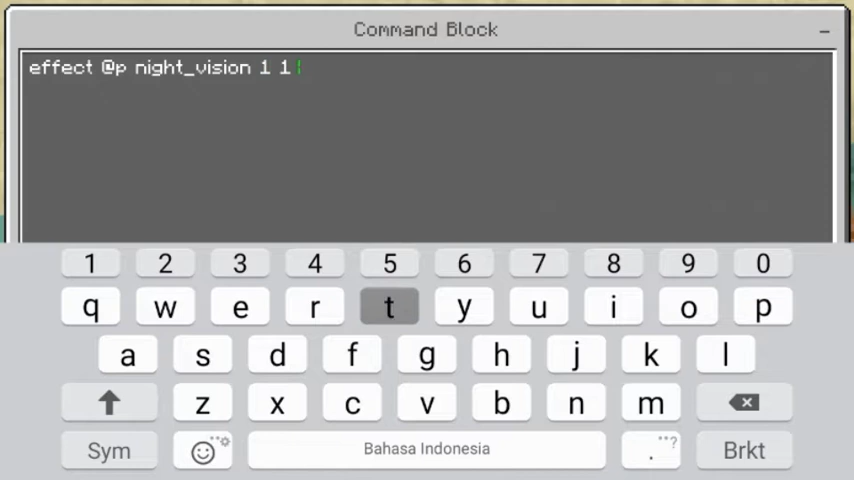 Command Block
effect @p night_vision 1 1
1 2 3 4 5 6 7 8 9 0
q w e r t y u i o p
a s d f g h j k l
z x c v b n m
Sym Bahasa Indonesia . ? Brkt